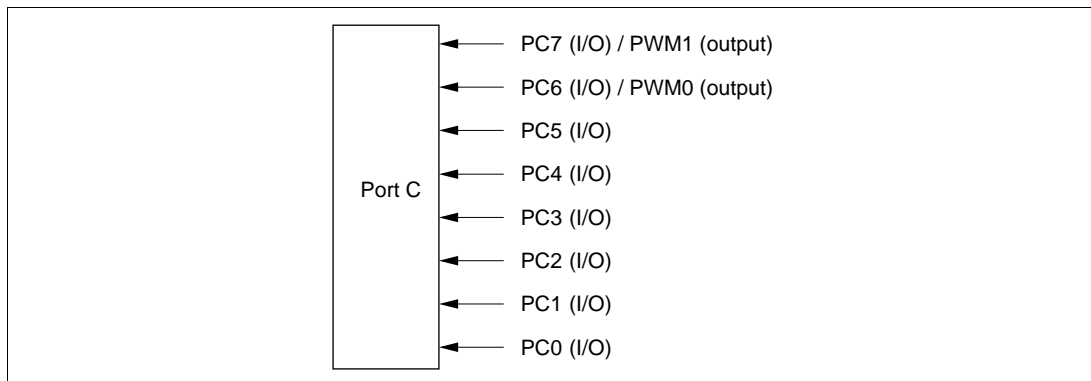 Port C
PC7 (I/O) / PWM1 (output)
PC6 (I/O) / PWM0 (output)
PC5 (I/O)
PC4 (I/O)
PC3 (I/O)
PC2 (I/O)
PC1 (I/O)
PC0 (I/O)